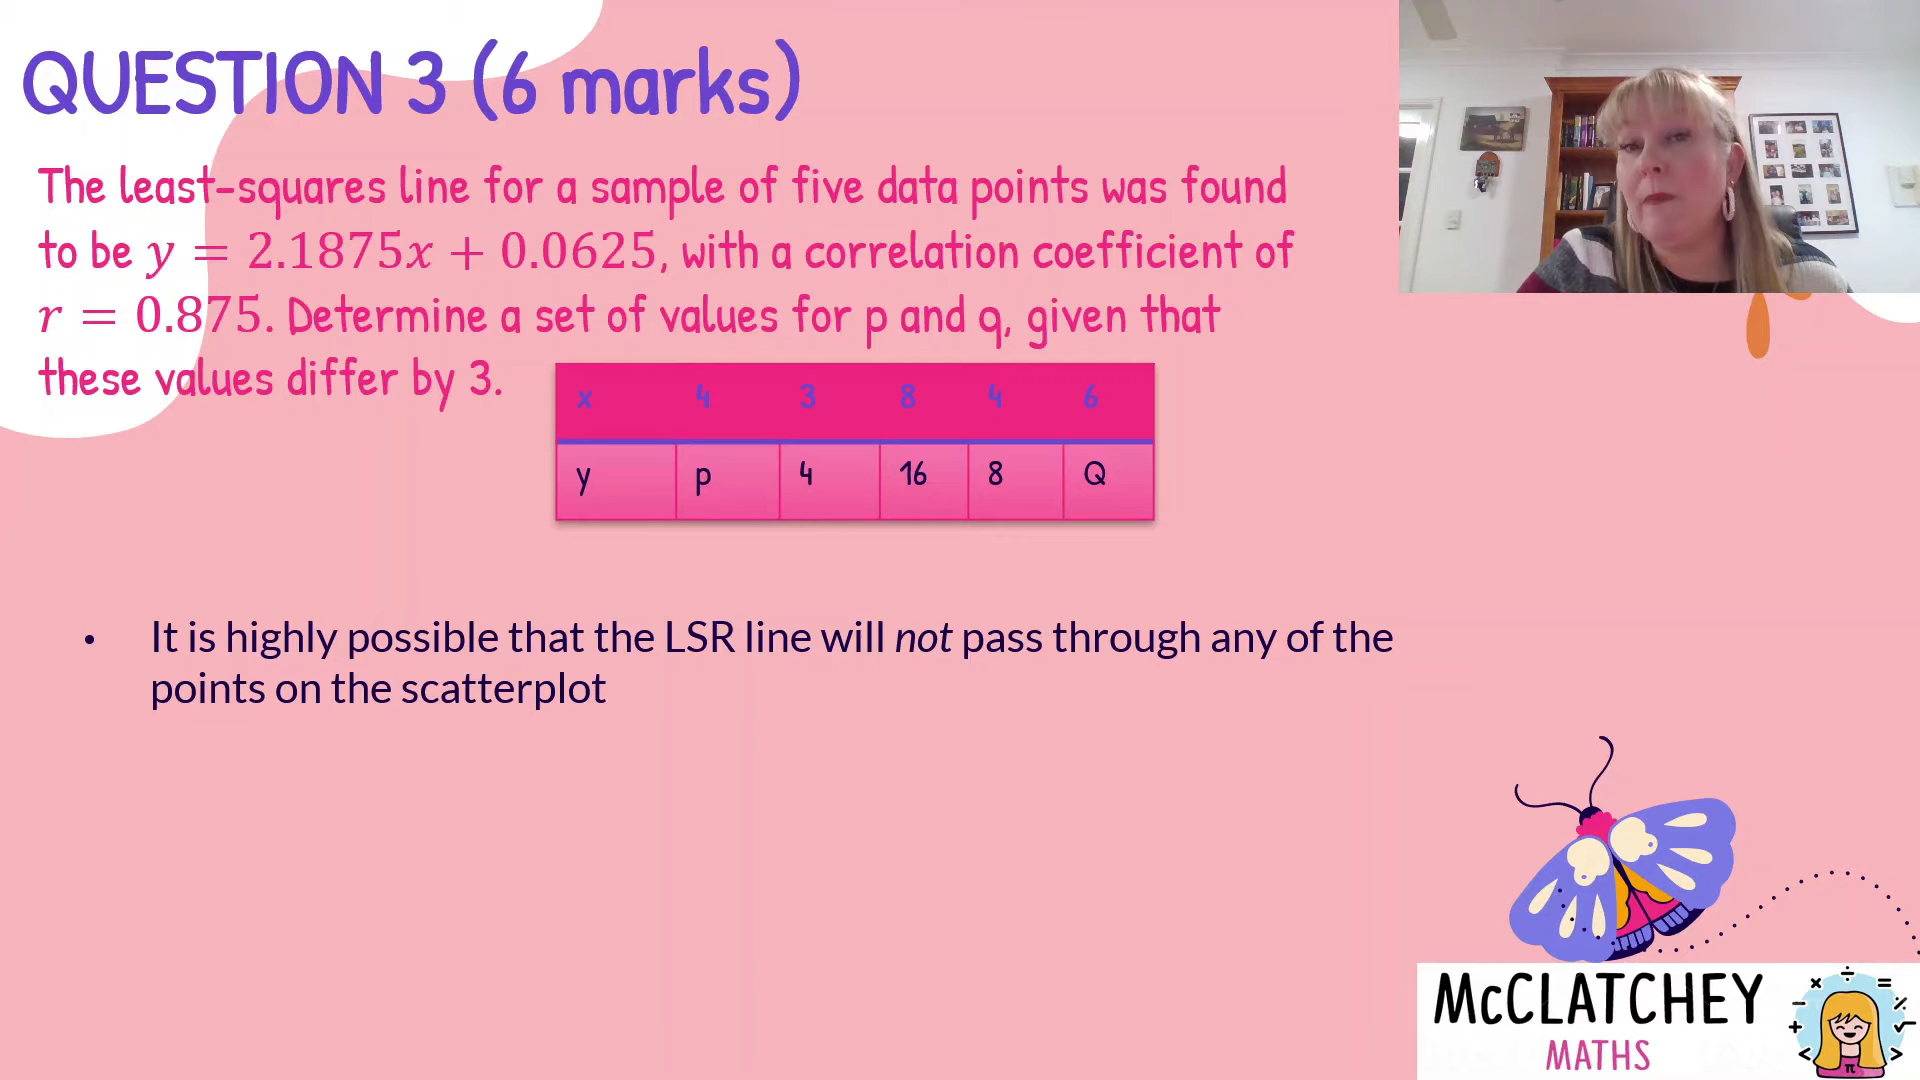 QUESTION 3 (6 marks)
The least-squares line for a sample of five data points was found
to be y = 2.1875x + 0.0625, with a correlation coefficient of
r = 0.875. Determine a set of values for p and q, given that
these values differ by 3.
x 4 3 8 4 6
y p 4 16 8 Q
• It is highly possible that the LSR line will not pass through any of the
points on the scatterplot
McCLATCHEY
MATHS